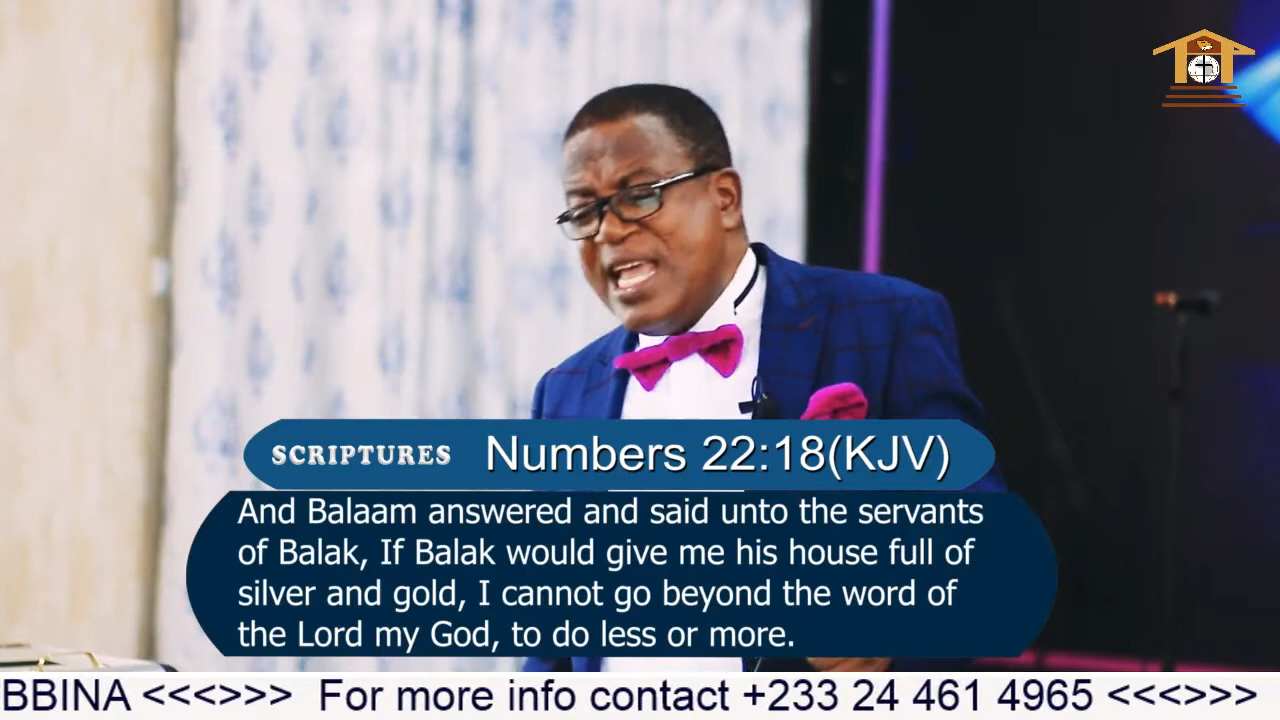 SCRIPTURES Numbers 22:18(KJV)
And Balaam answered and said unto the servants
of Balak, If Balak would give me his house full of
silver and gold, I cannot go beyond the word of
the Lord my God, to do less or more.
BBINA <<<>>> For more info contact +233 24 461 4965 <<<>>>